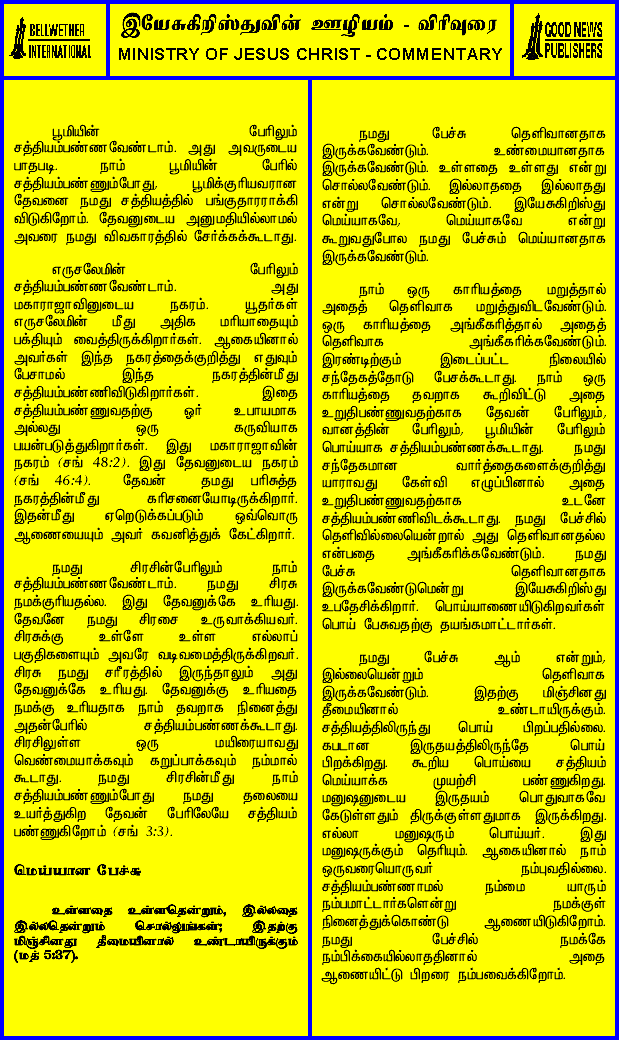 இயேசுகிறிஸ்துவின் ஊழியம் - விரிவுரை
BELLWETHER
INTERNATIONAL
MINISTRY OF JESUS CHRIST - COMMENTARY
GOOD NEWS
PUBLISHERS
பூமியின் பேரிலும்
சத்தியம்பண்ணவேண்டாம். அது அவருடைய
பாதபடி. நாம் பூமியின் பேரில்
சத்தியம்பண்ணும்போது, பூமிக்குரியவரான
தேவனை நமது சத்தியத்தில் பங்குதாரராக்கி
விடுகிறோம். தேவனுடைய அனுமதியில்லாமல்
அவரை நமது விவகாரத்தில் சேர்க்கக்கூடாது.
எருசலேமின் பேரிலும்
சத்தியம்பண்ணவேண்டாம். அது
மகாராஜாவினுடைய நகரம். யூதர்கள்
எருசலேமின் மீது அதிக மரியாதையும்
பக்தியும் வைத்திருக்கிறார்கள். ஆகையினால்
அவர்கள் இந்த நகரத்தைக்குறித்து எதுவும்
பேசாமல் இந்த நகரத்தின்மீது
சத்தியம்பண்ணிவிடுகிறார்கள். இதை
சத்தியம்பண்ணுவதற்கு ஓர் உபாயமாக
அல்லது ஒரு கருவியாக
பயன்படுத்துகிறார்கள். இது மகாராஜாவின்
நகரம் (சங் 48:2). இது தேவனுடைய நகரம்
(சங் 46:4). தேவன் தமது பரிசுத்த
நகரத்தின்மீது கரிசனையோடிருக்கிறார்.
இதன்மீது ஏறெடுக்கப்படும் ஒவ்வொரு
ஆணையையும் அவர் கவனித்துக் கேட்கிறார்.
நமது சிரசின்பேரிலும் நாம்
சத்தியம்பண்ணவேண்டாம். நமது சிரசு
நமக்குரியதல்ல. இது தேவனுக்கே உரியது.
தேவனே நமது சிரசை உருவாக்கியவர்.
சிரசுக்கு உள்ளே உள்ள எல்லாப்
பகுதிகளையும் அவரே வடிவமைத்திருக்கிறவர்.
சிரசு நமது சரீரத்தில் இருந்தாலும் அது
தேவனுக்கே உரியது. தேவனுக்கு உரியதை
நமக்கு உரியதாக நாம் தவறாக நினைத்து
அதன்பேரில் சத்தியம்பண்ணக்கூடாது.
சிரசிலுள்ள ஒரு மயிரையாவது
வெண்மையாக்கவும் கறுப்பாக்கவும் நம்மால்
கூடாது. நமது சிரசின்மீது நாம்
சத்தியம்பண்ணும்போது நமது தலையை
உயர்த்துகிற தேவன் பேரிலேயே சத்தியம்
பண்ணுகிறோம் (சங் 3:3).
மெய்யான பேச்சு
உள்ளதை உள்ளதென்றும், இல்லதை
இல்லதென்றும் சொல்லுங்கள்; இதற்கு
மிஞ்சினது தீமையினால் உண்டாயிருக்கும்
(மத் 5:37).
நமது பேச்சு தெளிவானதாக
இருக்கவேண்டும். உண்மையானதாக
இருக்கவேண்டும். உள்ளதை உள்ளது என்று
சொல்லவேண்டும். இல்லாததை இல்லாதது
என்று சொல்லவேண்டும். இயேசுகிறிஸ்து
மெய்யாகவே, மெய்யாகவே என்று
கூறுவதுபோல நமது பேச்சும் மெய்யானதாக
இருக்கவேண்டும்.
நாம் ஒரு காரியத்தை மறுத்தால்
அதைத் தெளிவாக மறுத்துவிடவேண்டும்.
ஒரு காரியத்தை அங்கீகரித்தால் அதைத்
தெளிவாக அங்கீகரிக்கவேண்டும்.
இரண்டிற்கும் இடைப்பட்ட நிலையில்
சந்தேகத்தோடு பேசக்கூடாது. நாம் ஒரு
காரியத்தை தவறாக கூறிவிட்டு அதை
உறுதிபண்ணுவதற்காக தேவன் பேரிலும்,
வானத்தின் பேரிலும், பூமியின் பேரிலும்
பொய்யாக சத்தியம்பண்ணக்கூடாது. நமது
சந்தேகமான வார்த்தைகளைக்குறித்து
யாராவது கேள்வி எழுப்பினால் அதை
உறுதிபண்ணுவதற்காக உடனே
சத்தியம்பண்ணிவிடக்கூடாது. நமது பேச்சில்
தெளிவில்லையென்றால் அது தெளிவானதல்ல
என்பதை அங்கீகரிக்கவேண்டும். நமது
பேச்சு தெளிவானதாக
இருக்கவேண்டுமென்று இயேசுகிறிஸ்து
உபதேசிக்கிறார். பொய்யாணையிடுகிறவர்கள்
பொய் பேசுவதற்கு தயங்கமாட்டார்கள்.
நமது பேச்சு ஆம் என்றும்,
இல்லையென்றும் தெளிவாக
இருக்கவேண்டும். இதற்கு மிஞ்சினது
தீமையினால் உண்டாயிருக்கும்.
சத்தியத்திலிருந்து பொய் பிறப்பதில்லை.
கபடான இருதயத்திலிருந்தே பொய்
பிறக்கிறது. கூறிய பொய்யை சத்தியம்
மெய்யாக்க முயற்சி பண்ணுகிறது.
மனுஷனுடைய இருதயம் பொதுவாகவே
கேடுள்ளதும் திருக்குள்ளதுமாக இருக்கிறது.
எல்லா மனுஷரும் பொய்யர். இது
மனுஷருக்கும் தெரியும். ஆகையினால் நாம்
ஒருவரையொருவர் நம்புவதில்லை.
சத்தியம்பண்ணாமல் நம்மை யாரும்
நம்பமாட்டார்களென்று நமக்குள்
நினைத்துக்கொண்டு ஆணையிடுகிறோம்.
நமது பேச்சில் நமக்கே
நம்பிக்கையில்லாததினால் அதை
ஆணையிட்டு பிறரை நம்பவைக்கிறோம்.